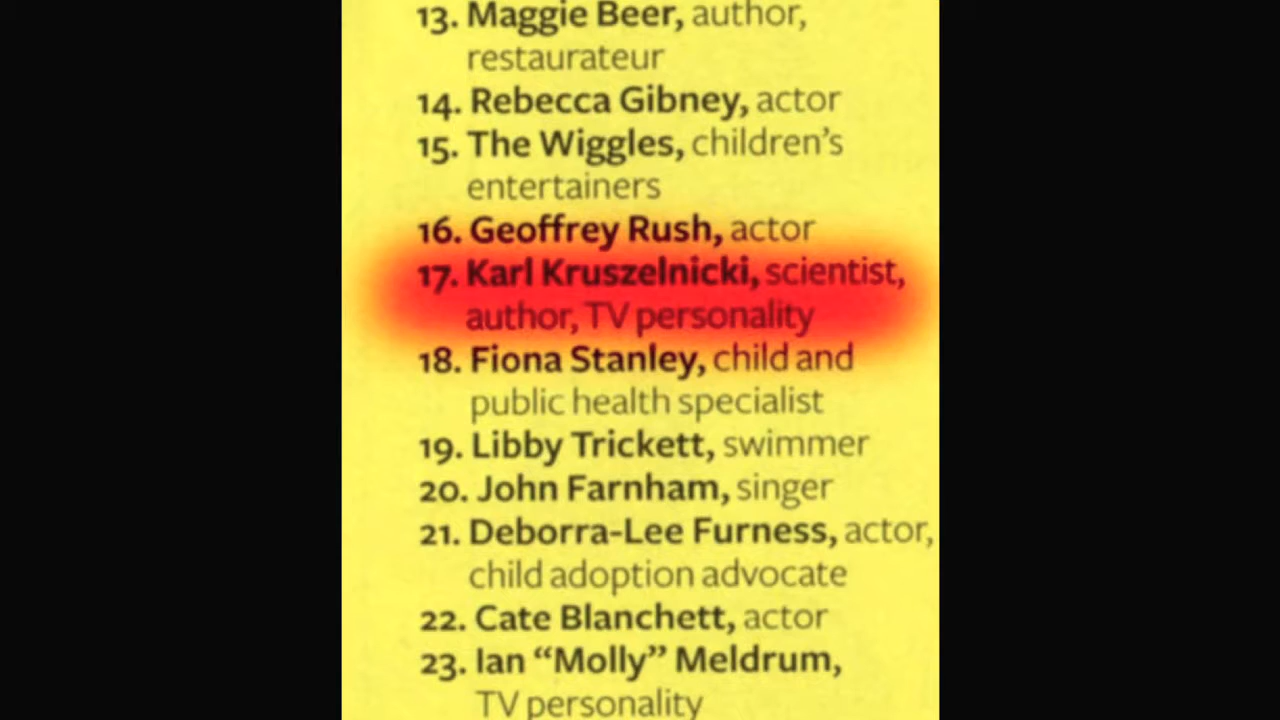 13. Maggie Beer, author,
restaurateur
14. Rebecca Gibney, actor
15. The Wiggles, children’s
entertainers
16. Geoffrey Rush, actor
17. Karl Kruszelnicki, scientist,
author, TV personality
18. Fiona Stanley, child and
public health specialist
19. Libby Trickett, swimmer
20. John Farnham, singer
21. Deborra-Lee Furness, actor,
child adoption advocate
22. Cate Blanchett, actor
23. Ian “Molly” Meldrum,
TV personality